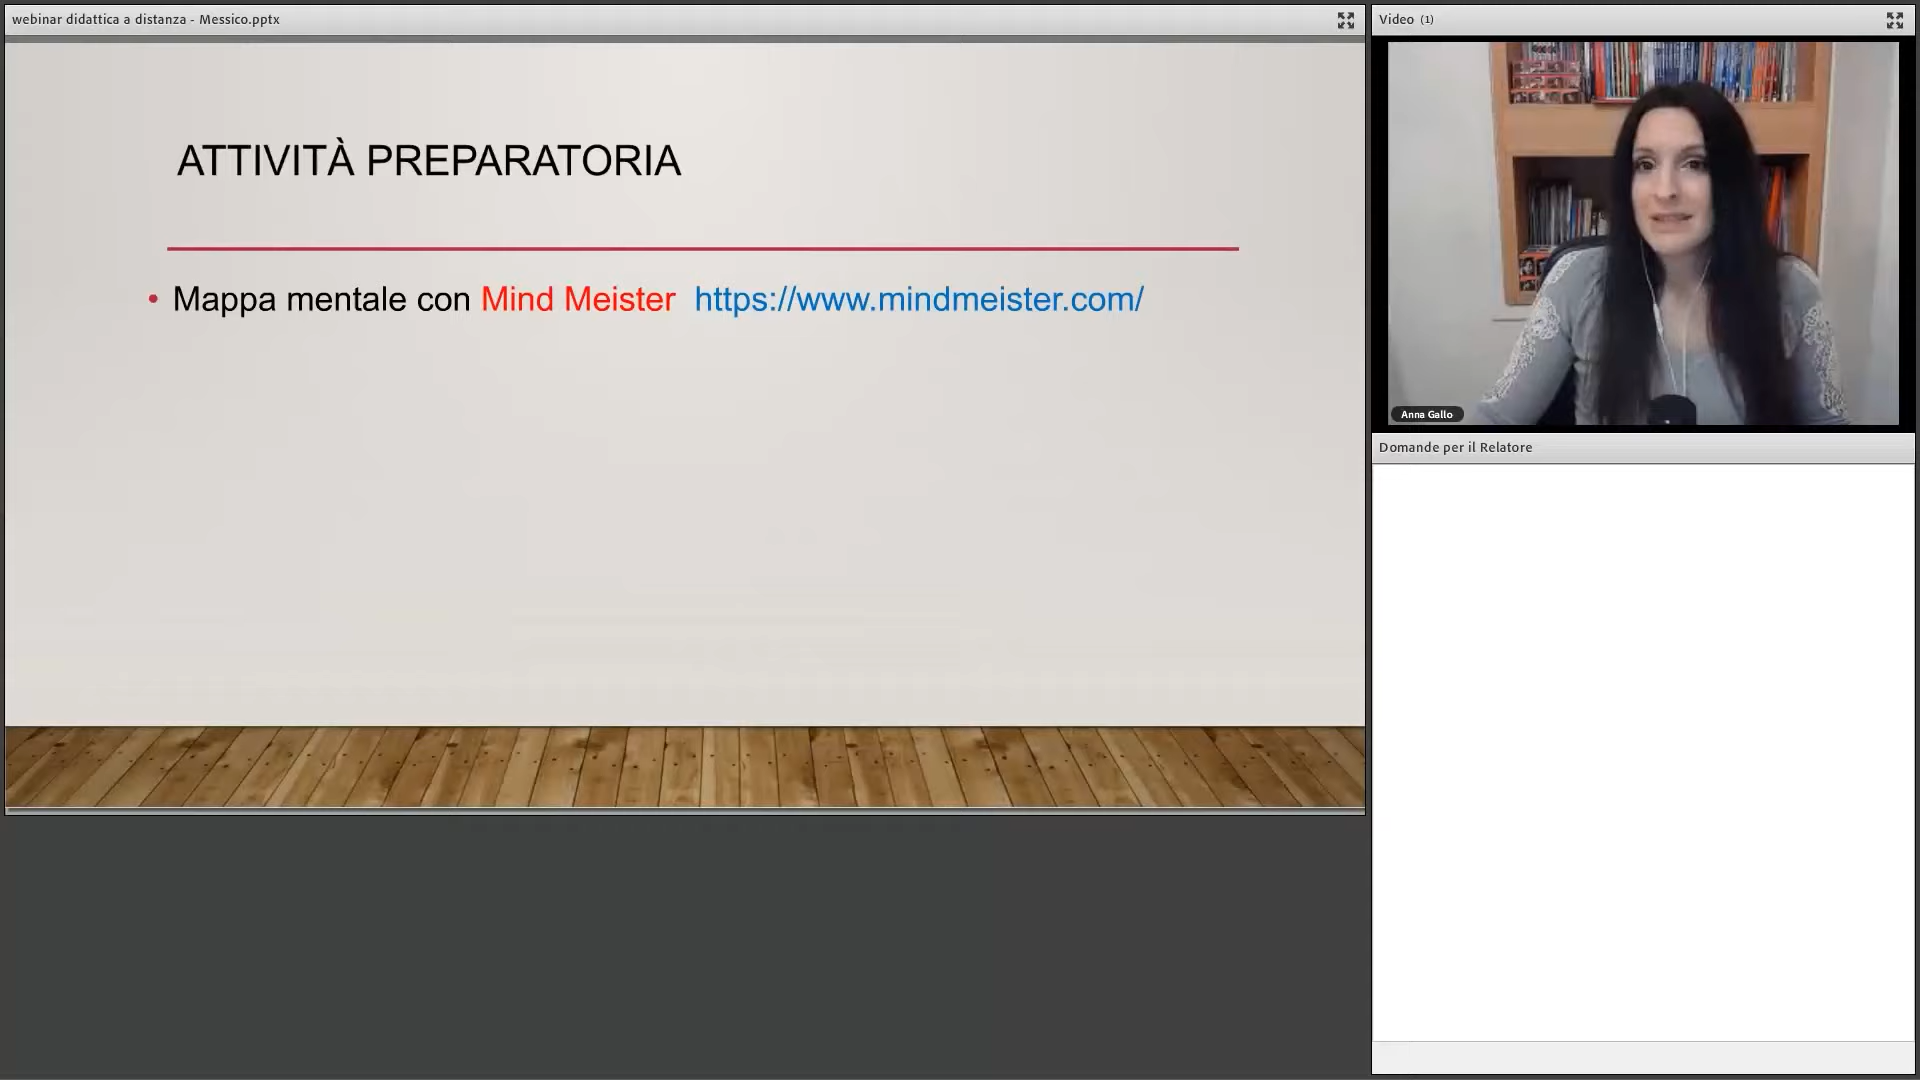 webinar didattica a distanza - Messico.pptx
ATTIVITÀ PREPARATORIA
• Mappa mentale con Mind Meister https://www.mindmeister.com/
Video (1)
Anna Gallo
Domande per il Relatore